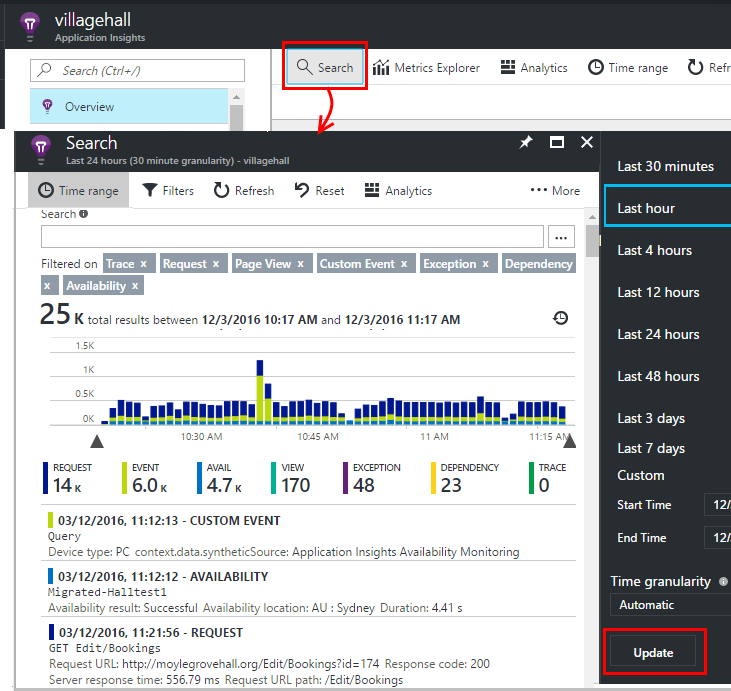 villagehall
Application Insights
Search (Ctrl+/)
Search
Metrics Explorer
Analytics
Time range
Refr
Overview
Search
Last 24 hours (30 minute granularity) - villagehall
Time range
Filters
Refresh
Reset
Analytics
••• More
Search
...
Filtered on Trace x Request x Page View x Custom Event x Exception x Dependency
x Availability x
25 K total results between 12/3/2016 10:17 AM and 12/3/2016 11:17 AM
1.5K
1K
0.5K
0K
10:30 AM 10:45 AM 11 AM 11:15 AM
REQUEST EVENT AVAIL VIEW EXCEPTION DEPENDENCY TRACE
14 K 6.0 K 4.7 K 170 48 23 0
03/12/2016, 11:12:13 - CUSTOM EVENT
Query
Device type: PC context.data.syntheticSource: Application Insights Availability Monitoring
03/12/2016, 11:12:12 - AVAILABILITY
Migrated-Halltest1
Availability result: Successful Availability location: AU : Sydney Duration: 4.41 s
03/12/2016, 11:21:56 - REQUEST
GET Edit/Bookings
Request URL: http://moylegrovehall.org/Edit/Bookings?id=174 Response code: 200
Server response time: 556.79 ms Request URL path: /Edit/Bookings
Last 30 minutes
Last hour
Last 4 hours
Last 12 hours
Last 24 hours
Last 48 hours
Last 3 days
Last 7 days
Custom
Start Time 12/
End Time 12/
Time granularity
Automatic
Update